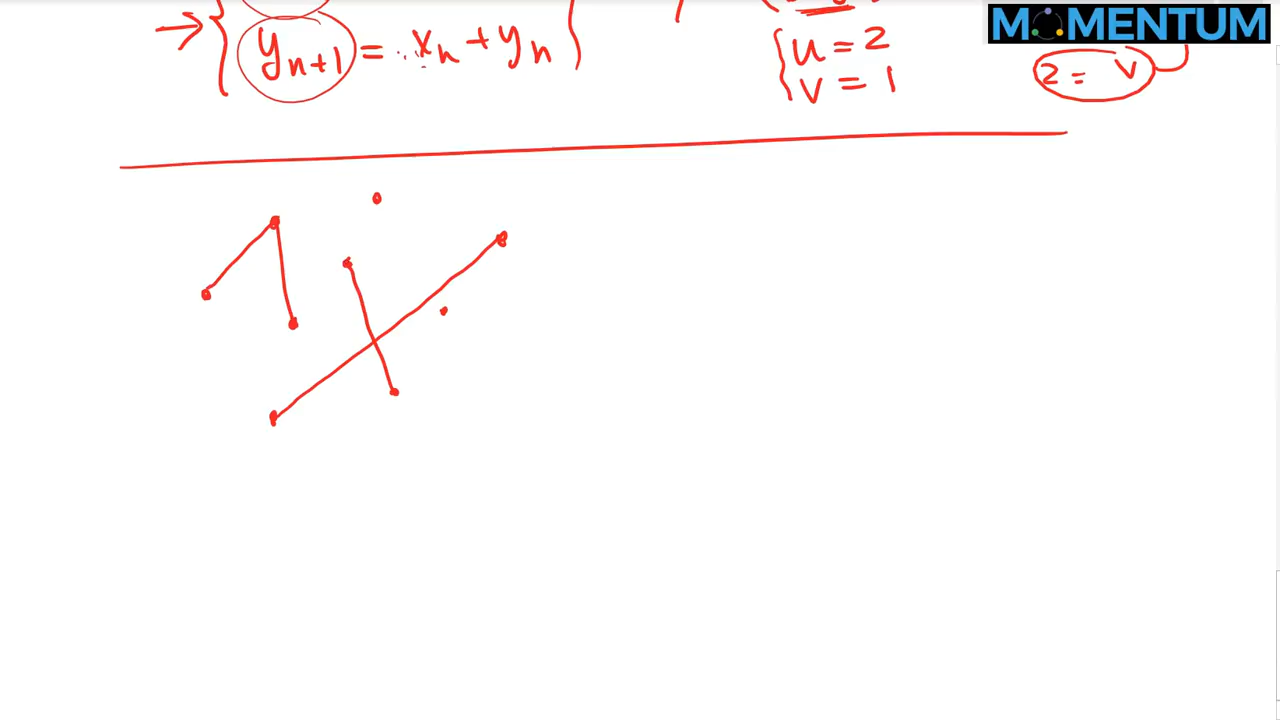 MOMENTUM
→ { y_{n+1} = x_n + y_n
{ u = 2
v = 1
2 = v